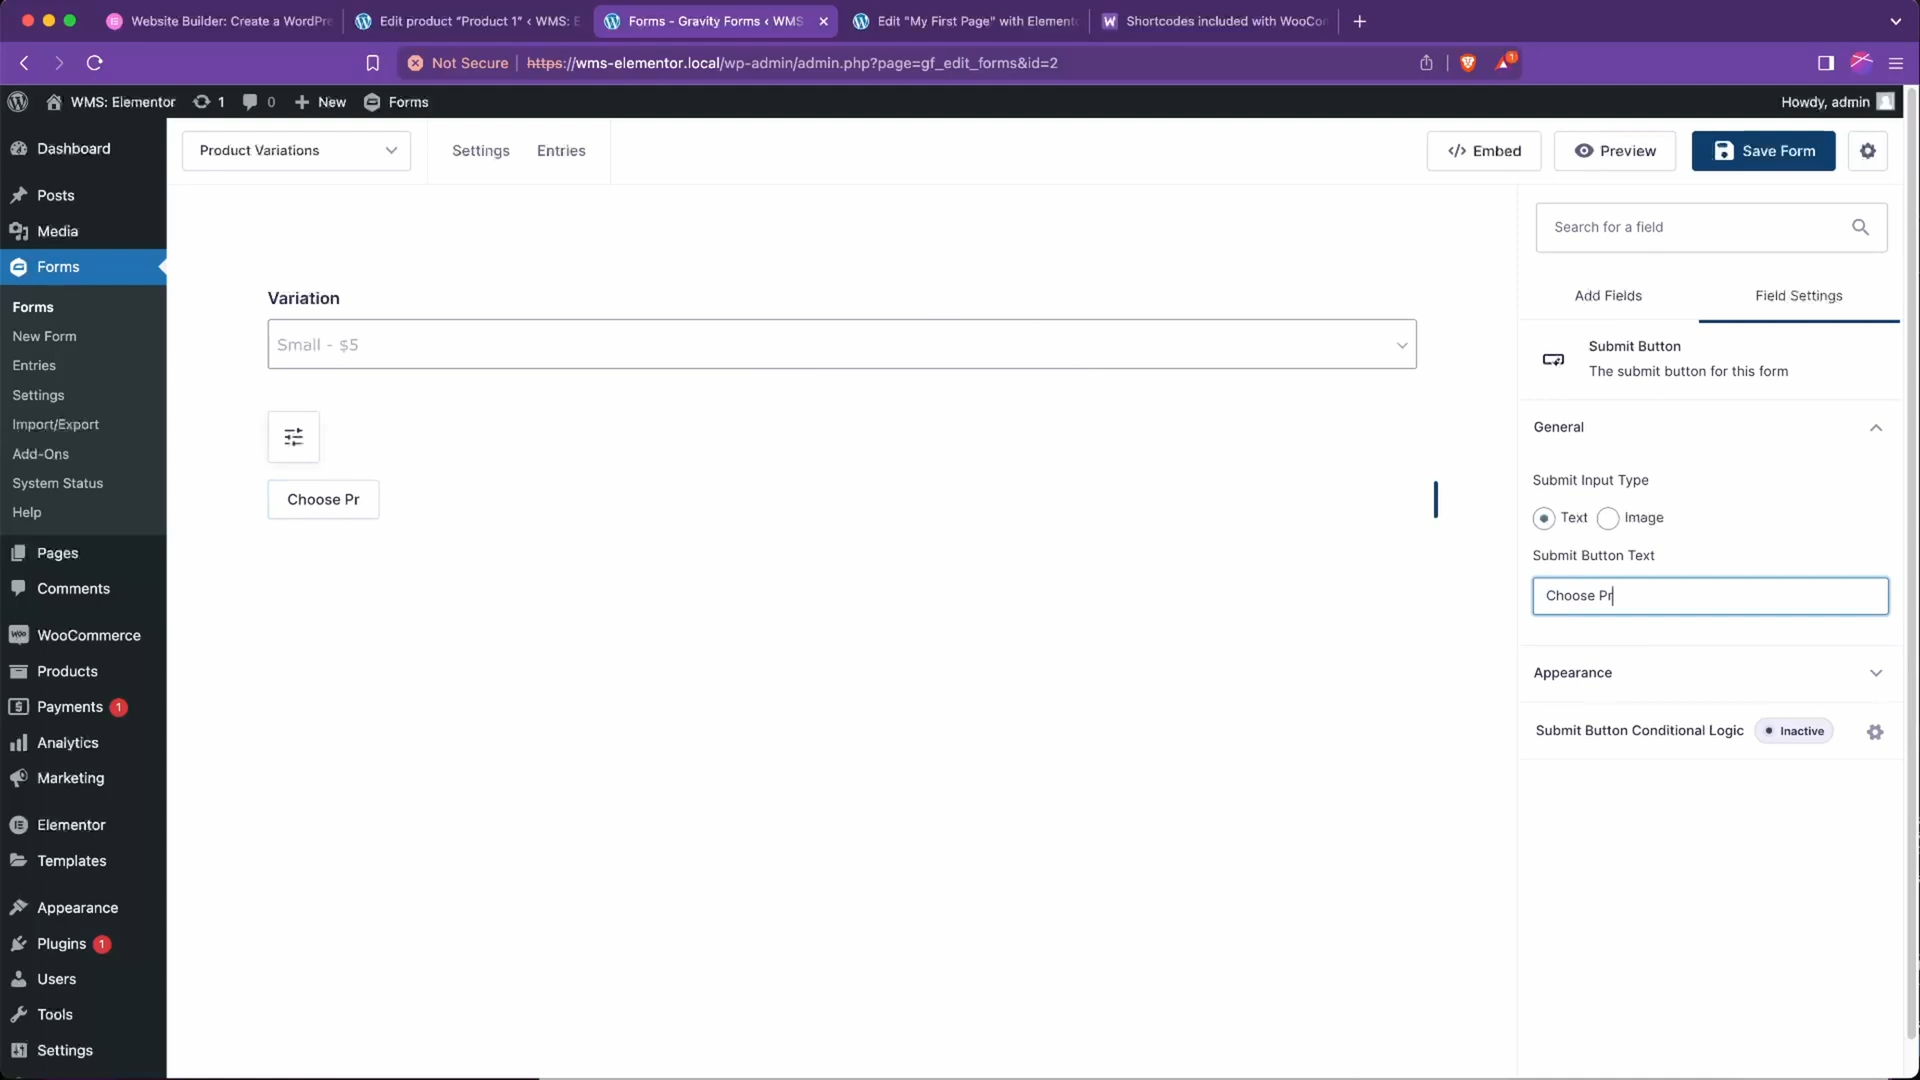 Website Builder: Create a WordPre
Edit product “Product 1” ‹ WMS: E
Forms - Gravity Forms ‹ WMS
Edit "My First Page" with Elemento
Shortcodes included with WooCom
Not Secure
https://wms-elementor.local/wp-admin/admin.php?page=gf_edit_forms&id=2
1
WMS: Elementor
1
0
New
Forms
Howdy, admin
Dashboard
Posts
Media
Forms
Forms
New Form
Entries
Settings
Import/Export
Add-Ons
System Status
Help
Pages
Comments
WooCommerce
Products
Payments 1
Analytics
Marketing
Elementor
Templates
Appearance
Plugins 1
Users
Tools
Settings
Product Variations
Settings
Entries
Embed
Preview
Save Form
Variation
Small - $5
Choose Pr
Search for a field
Add Fields
Field Settings
Submit Button
The submit button for this form
General
Submit Input Type
Text
Image
Submit Button Text
Choose Pr
Appearance
Submit Button Conditional Logic
Inactive